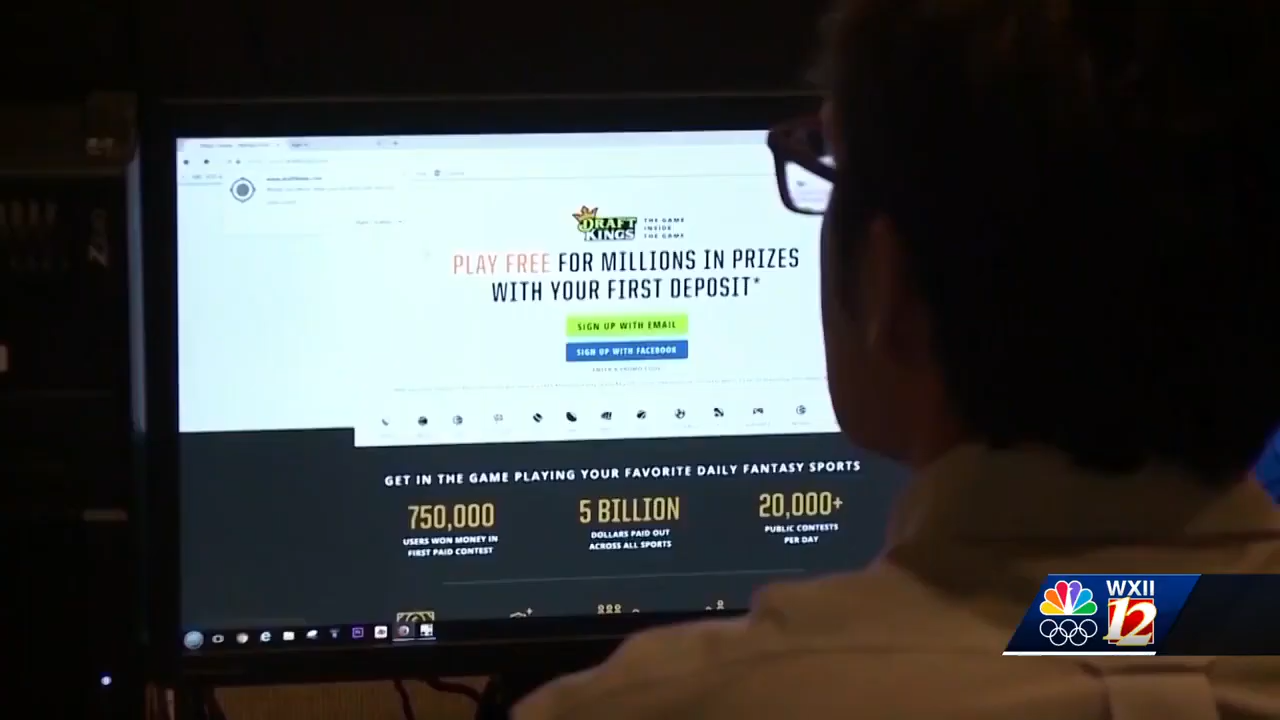 DRAFT
KINGS
THE GAME
INSIDE
THE GAME
PLAY FREE FOR MILLIONS IN PRIZES
WITH YOUR FIRST DEPOSIT*
SIGN UP WITH EMAIL
SIGN UP WITH FACEBOOK
ENTER A PROMO CODE
GET IN THE GAME PLAYING YOUR FAVORITE DAILY FANTASY SPORTS
750,000
USERS WON MONEY IN
FIRST PAID CONTEST
5 BILLION
DOLLARS PAID OUT
ACROSS ALL SPORTS
20,000+
PUBLIC CONTESTS
PER DAY
WXII
12